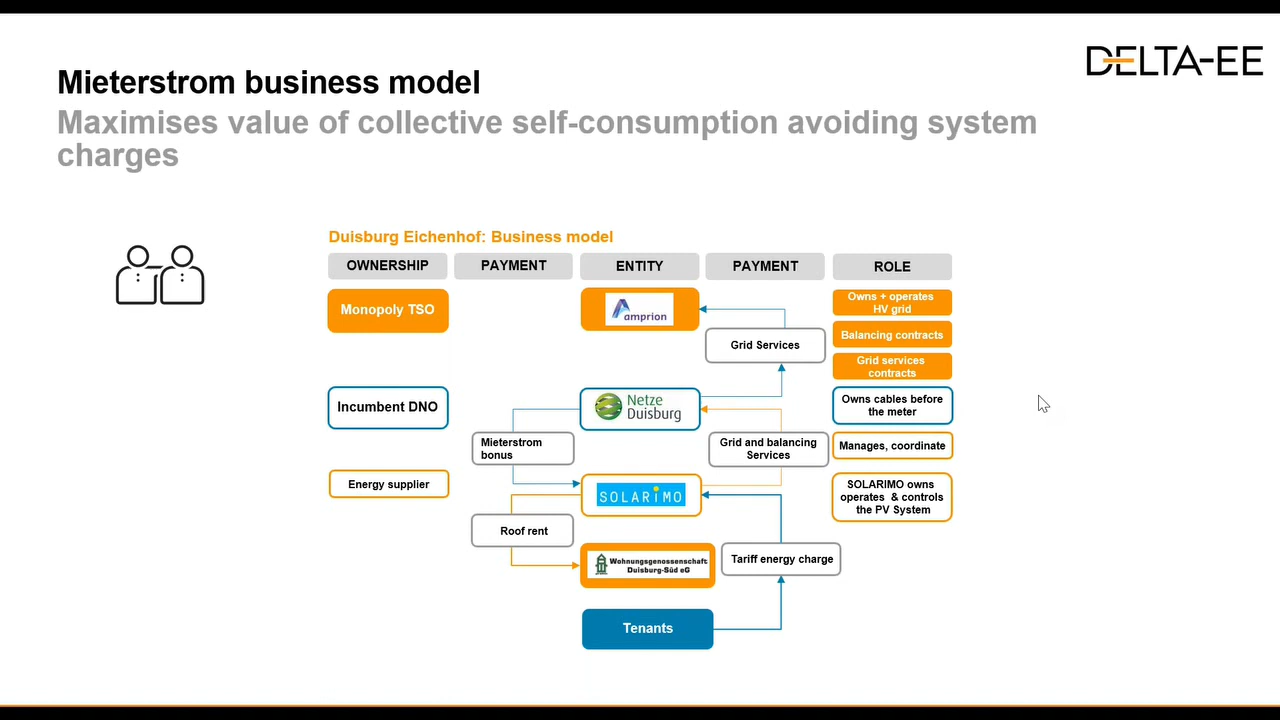 DELTA-EE
Mieterstrom business model
Maximises value of collective self-consumption avoiding system
charges
Duisburg Eichenhof: Business model
OWNERSHIP
PAYMENT
ENTITY
PAYMENT
ROLE
Monopoly TSO
Amprion
Owns + operates
HV grid
Grid Services
Balancing contracts
Grid services
contracts
Incumbent DNO
Netze
Duisburg
Owns cables before
the meter
Mieterstrom
bonus
Grid and balancing
Services
Manages, coordinate
Energy supplier
SOLARIMO
SOLARIMO owns
operates & controls
the PV System
Roof rent
Wohnungsgenossenschaft
Duisburg-Süd eG
Tariff energy charge
Tenants